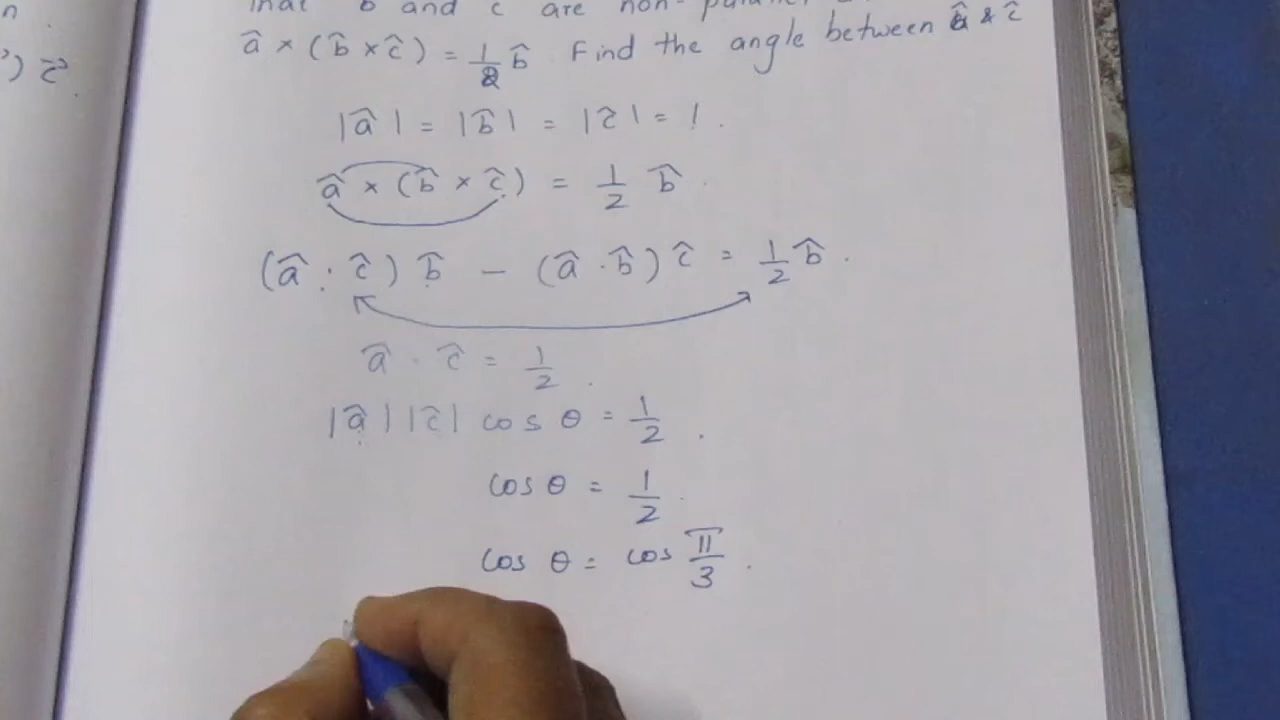 n
) c⃗
that b and c are non-
â × (b̂ × ĉ) = 1/2 b̂ Find the angle between â & ĉ
|â| = |b̂| = |ĉ| = 1.
â × (b̂ × ĉ) = 1/2 b̂.
(â . ĉ) b̂ – (â . b̂) ĉ = 1/2 b̂.
â . ĉ = 1/2.
|â| |ĉ| cos θ = 1/2.
cos θ = 1/2.
cos θ = cos π/3.